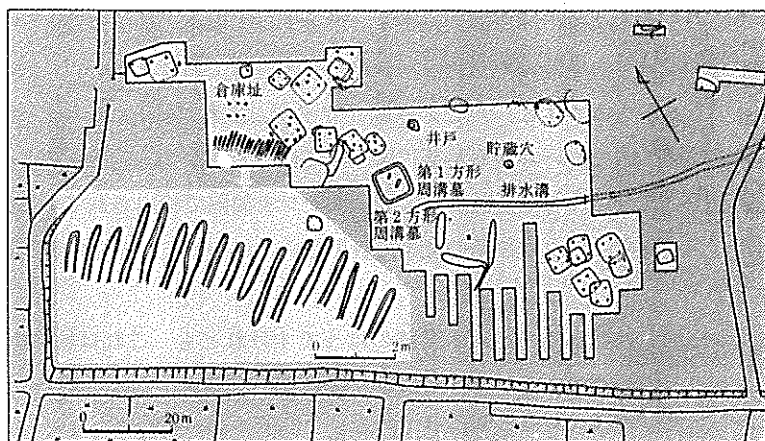 倉庫址
井戸
貯蔵穴
第1方形
周溝墓
排水溝
第2方形
周溝墓
0 2m
0 20m